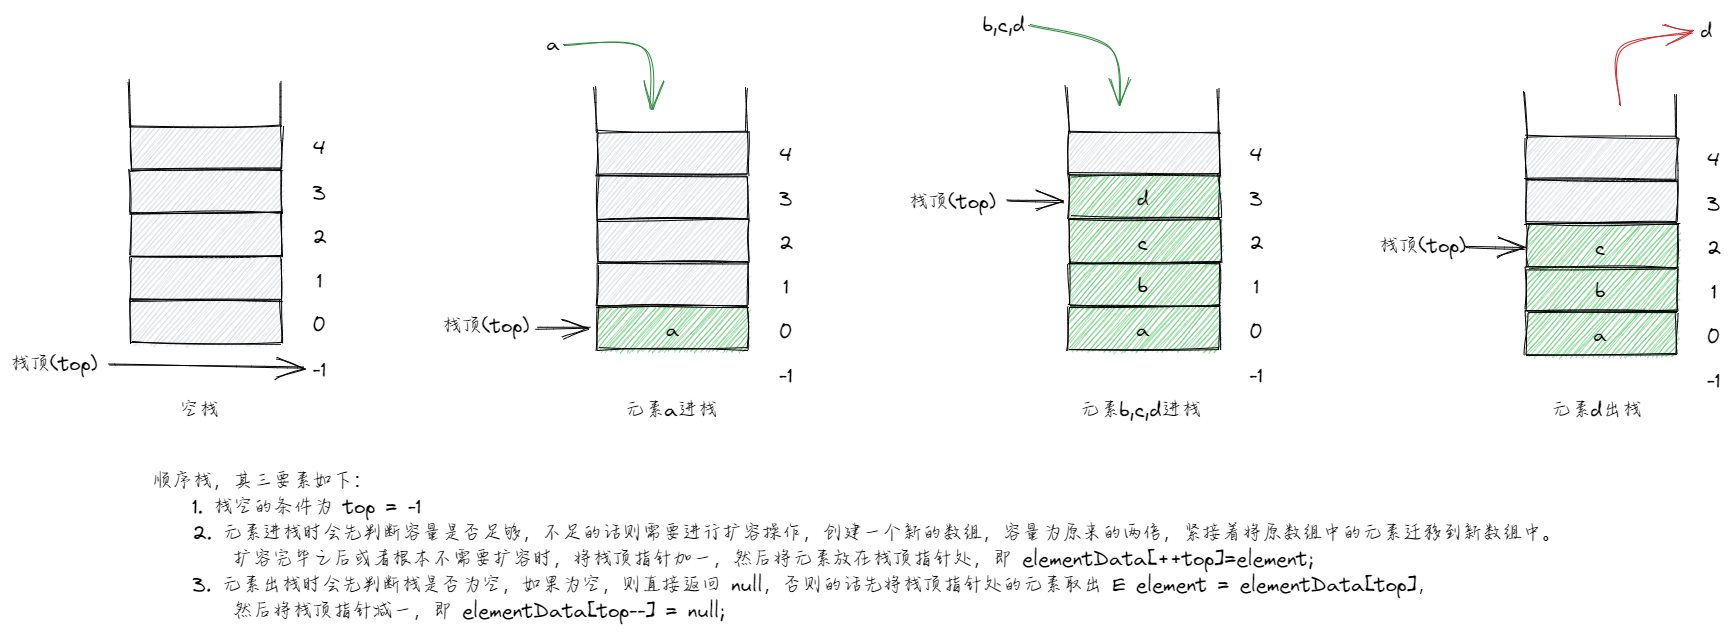 a
b,c,d
d
4
3
2
1
0
-1
栈顶(top)
空栈
4
3
2
1
0
-1
a
栈顶(top)
元素a进栈
4
3
2
1
0
-1
d
c
b
a
栈顶(top)
元素b,c,d进栈
4
3
2
1
0
-1
c
b
a
栈顶(top)
元素d出栈
顺序栈，其三要素如下：
1. 栈空的条件为 top = -1
2. 元素进栈时会先判断容量是否足够，不足的话则需要进行扩容操作，创建一个新的数组，容量为原来的两倍，紧接着将原数组中的元素迁移到新数组中。
扩容完毕之后或者根本不需要扩容时，将栈顶指针加一，然后将元素放在栈顶指针处，即 elementData[++top]=element;
3. 元素出栈时会先判断栈是否为空，如果为空，则直接返回 null，否则的话先将栈顶指针处的元素取出 E element = elementData[top]，
然后将栈顶指针减一，即 elementData[top--] = null;